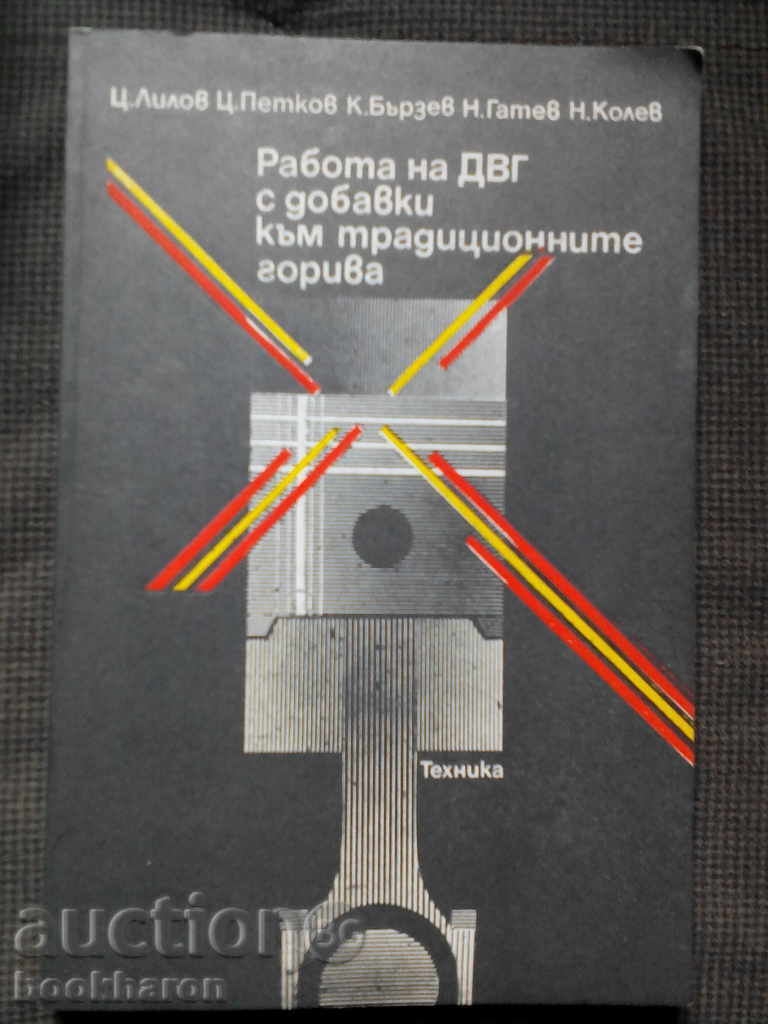 Ц.Лилов Ц.Петков К.Бързев Н.Гатев Н.Колев
Работа на ДВГ
с добавки
към традиционните
горива
Техника
auction BG
bookharon